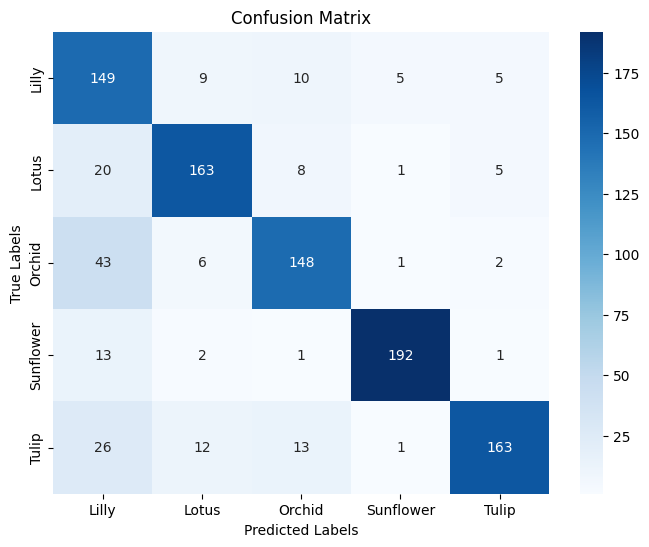 Confusion Matrix
Lilly 149 9 10 5 5
Lotus 20 163 8 1 5
Orchid 43 6 148 1 2
Sunflower 13 2 1 192 1
Tulip 26 12 13 1 163
Lilly Lotus Orchid Sunflower Tulip
Predicted Labels
True Labels
175
150
125
100
75
50
25